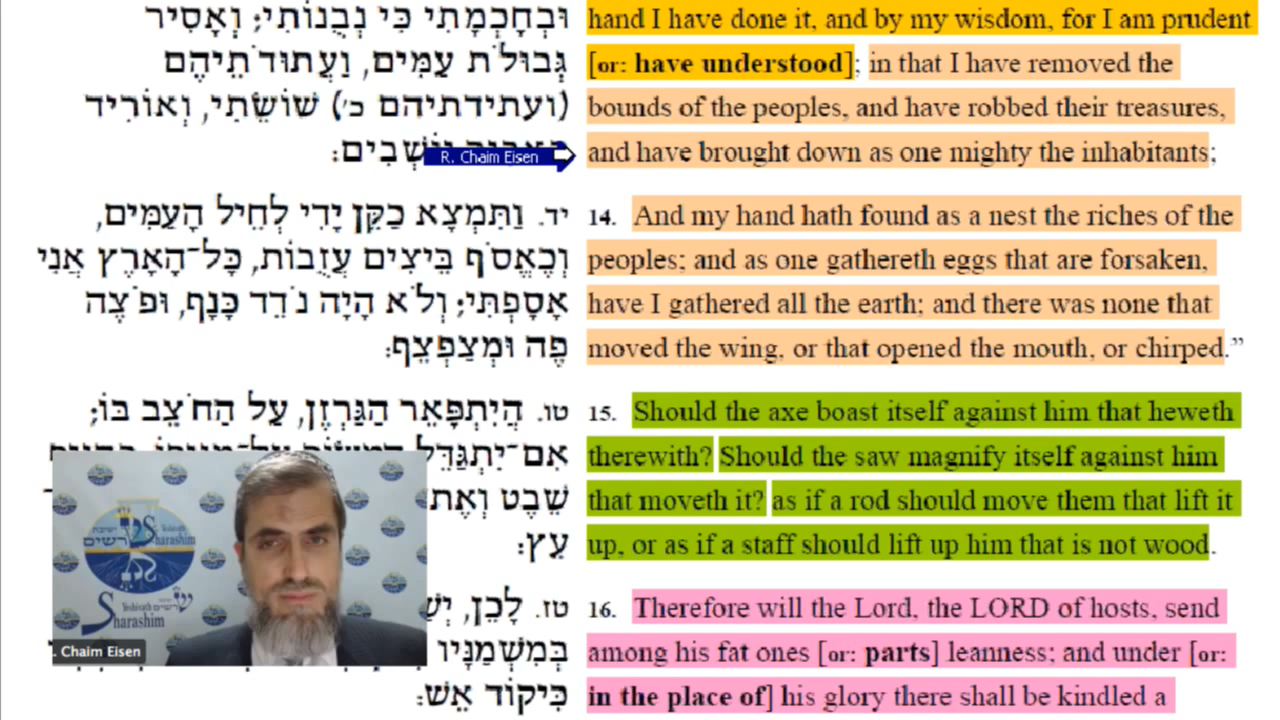 וּבְחָכְמָתִי כִּי נְבֻנוֹתִי; וְאָסִיר
גְּבוּלֹת עַמִּים, וַעֲתוּדֹתֵיהֶם
(ועתידתיהם כ׳) שׁוֹשֵׂתִי, וְאוֹרִיד
יוֹשְׁבִים:
יד. וַתִּמְצָא כַקֵּן יָדִי לְחֵיל הָעַמִּים,
וְכֶאֱסֹף בֵּיצִים עֲזֻבוֹת, כָּל־הָאָרֶץ אֲנִי
אָסָפְתִּי; וְלֹא הָיָה נֹדֵד כָּנָף, וּפֹצֶה
פֶה וּמְצַפְצֵף:
טו. הֲיִתְפָּאֵר הַגַּרְזֶן, עַל הַחֹצֵב בּוֹ;
אִם־יִתְגַּדֵּל
שֵׁבֶט וְאֶת
עֵץ:
טז. לָכֵן,
בְּמִשְׁמַנָּיו
כִּיקוֹד אֵשׁ:
hand I have done it, and by my wisdom, for I am prudent
[or: have understood]; in that I have removed the
bounds of the peoples, and have robbed their treasures,
and have brought down as one mighty the inhabitants;
14. And my hand hath found as a nest the riches of the
peoples; and as one gathereth eggs that are forsaken,
have I gathered all the earth; and there was none that
moved the wing, or that opened the mouth, or chirped.”
15. Should the axe boast itself against him that heweth
therewith? Should the saw magnify itself against him
that moveth it? as if a rod should move them that lift it
up, or as if a staff should lift up him that is not wood.
16. Therefore will the Lord, the LORD of hosts, send
among his fat ones [or: parts] leanness; and under [or:
in the place of] his glory there shall be kindled a
R. Chaim Eisen
ישיבת
שרשים
Yeshivath
Sharashim
Yeshivath שרשים
Sharashim
. Chaim Eisen